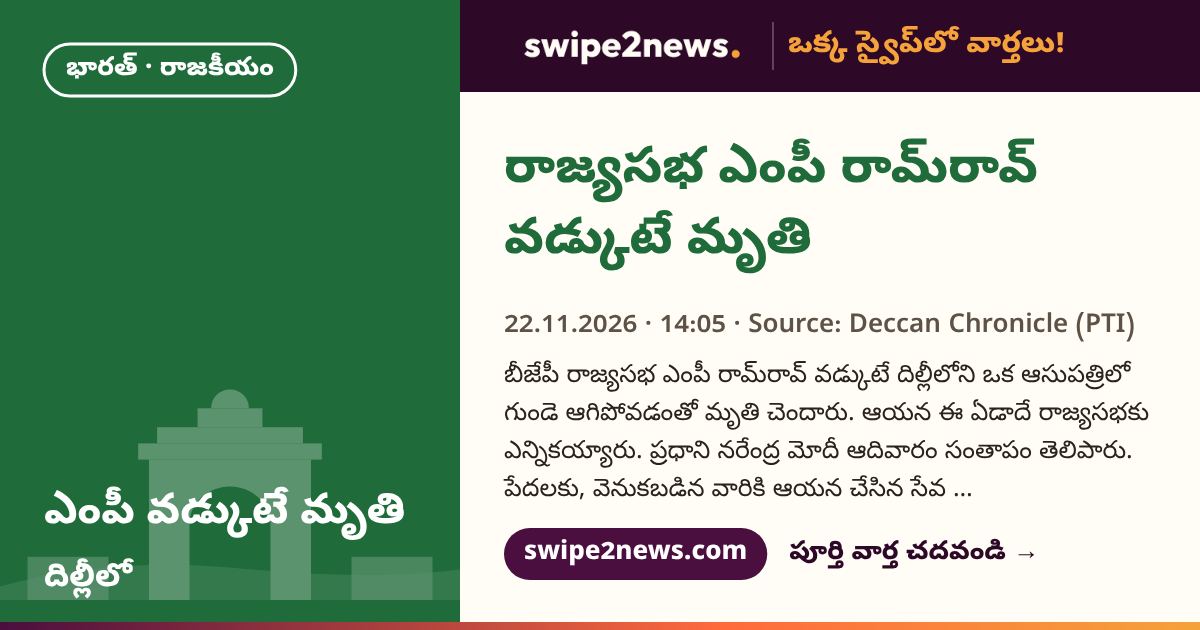 భారత్ · రాజకీయం
ఎంపీ వడ్కుటే మృతి
దిల్లీలో
swipe2news.
ఒక్క స్వైప్‌లో వార్తలు!
రాజ్యసభ ఎంపీ రామ్‌రావ్
వడ్కుటే మృతి
22.11.2026 · 14:05 · Source: Deccan Chronicle (PTI)
బీజేపీ రాజ్యసభ ఎంపీ రామ్‌రావ్ వడ్కుటే దిల్లీలోని ఒక ఆసుపత్రిలో
గుండె ఆగిపోవడంతో మృతి చెందారు. ఆయన ఈ ఏడాదే రాజ్యసభకు
ఎన్నికయ్యారు. ప్రధాని నరేంద్ర మోదీ ఆదివారం సంతాపం తెలిపారు.
పేదలకు, వెనుకబడిన వారికి ఆయన చేసిన సేవ ...
swipe2news.com
పూర్తి వార్త చదవండి →